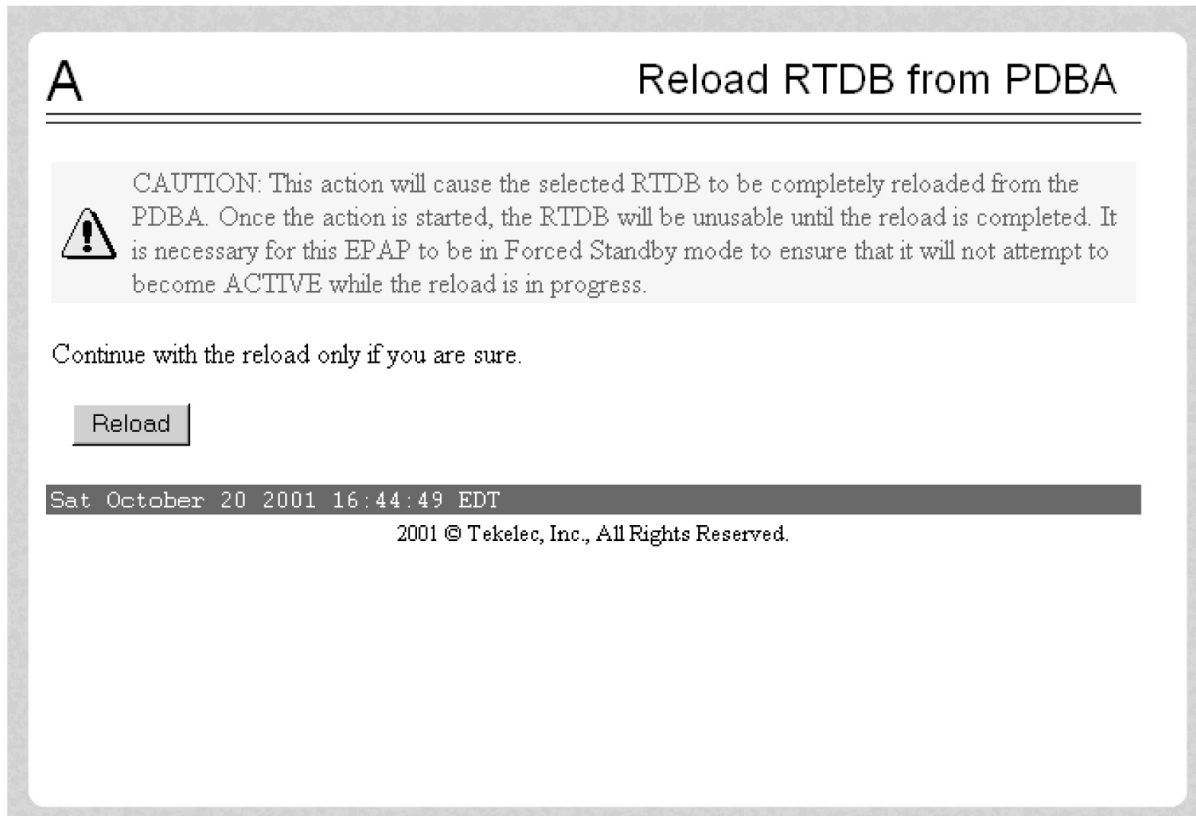 A
Reload RTDB from PDBA
CAUTION: This action will cause the selected RTDB to be completely reloaded from the
PDBA. Once the action is started, the RTDB will be unusable until the reload is completed. It
is necessary for this EPAP to be in Forced Standby mode to ensure that it will not attempt to
become ACTIVE while the reload is in progress.
Continue with the reload only if you are sure.
Reload
Sat October 20 2001 16:44:49 EDT
2001 © Tekelec, Inc., All Rights Reserved.